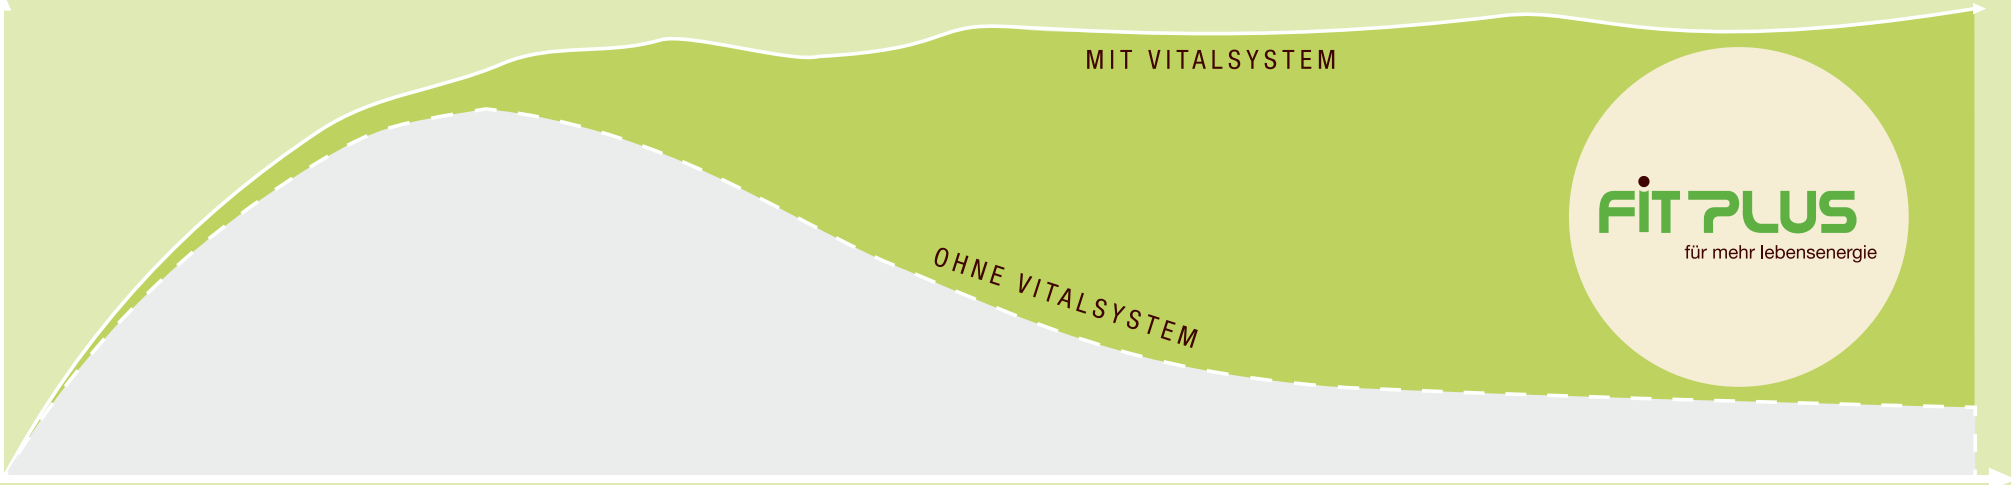 MIT VITALSYSTEM
OHNE VITALSYSTEM
FiT PLUS
für mehr lebensenergie